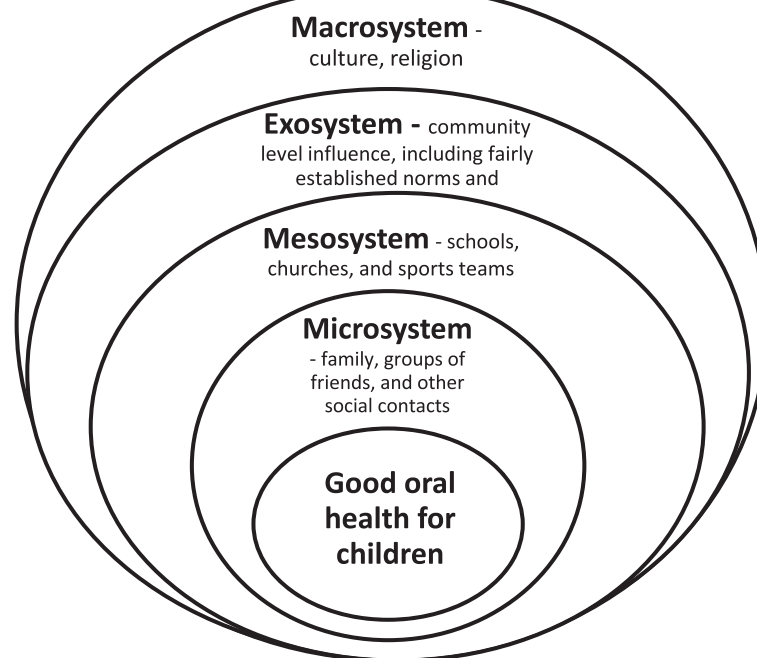 Macrosystem -
culture, religion
Exosystem - community
level influence, including fairly
established norms and
Mesosystem - schools,
churches, and sports teams
Microsystem
- family, groups of
friends, and other
social contacts
Good oral
health for
children